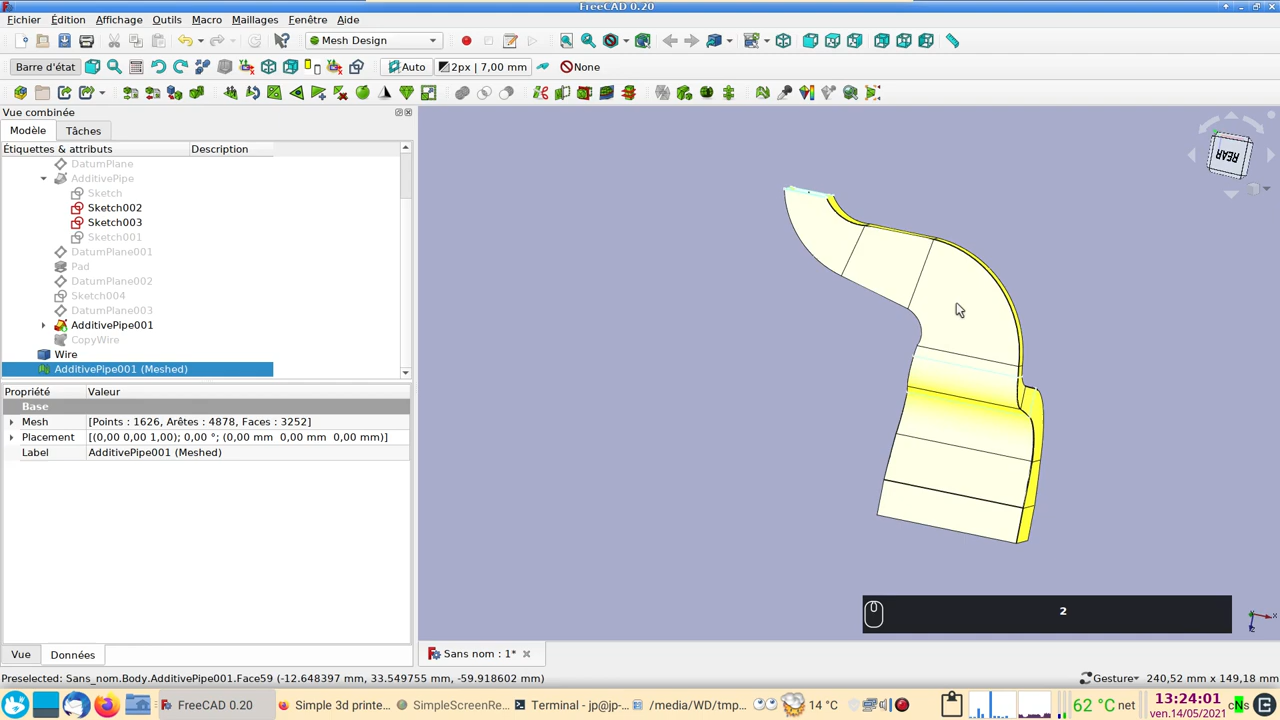 FreeCAD 0.20
Fichier Édition Affichage Outils Macro Maillages Fenêtre Aide
Mesh Design
Barre d'état Auto 2px | 7,00 mm None
Vue combinée
Modèle Tâches
Étiquettes & attributs Description
DatumPlane
AdditivePipe
Sketch
Sketch002
Sketch003
Sketch001
DatumPlane001
Pad
DatumPlane002
Sketch004
DatumPlane003
AdditivePipe001
CopyWire
Wire
AdditivePipe001 (Meshed)
Propriété Valeur
Base
Mesh [Points : 1626, Arêtes : 4878, Faces : 3252]
Placement [(0,00 0,00 1,00); 0,00 °; (0,00 mm 0,00 mm 0,00 mm)]
Label AdditivePipe001 (Meshed)
REAR
2
Vue Données
Sans nom : 1*
Preselected: Sans_nom.Body.AdditivePipe001.Face59 (-12.648397 mm, 33.549755 mm, -59.918602 mm) Gesture 240,52 mm x 149,18 mm
FreeCAD 0.20 Simple 3d printe... SimpleScreenRe... Terminal - jp@jp-... /media/WD/tmp... 14 °C 62 °C net 13:24:01 cNs
ven.14/05/2021